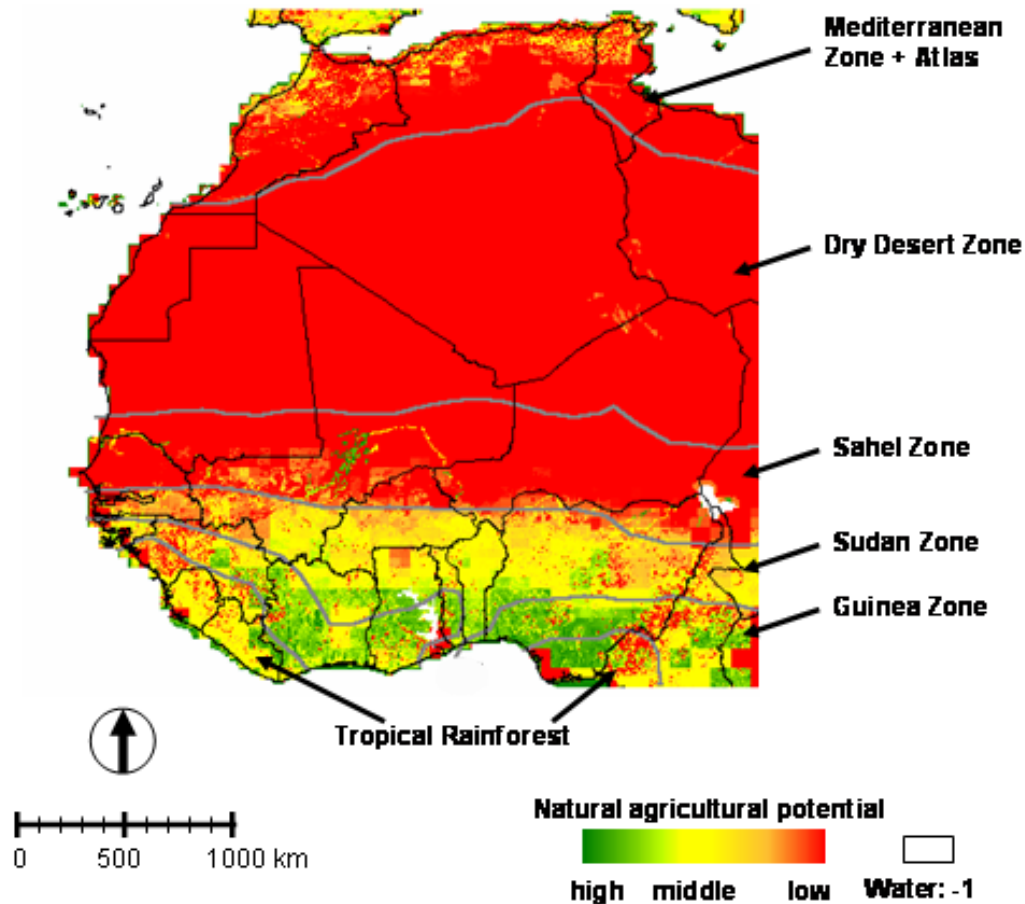 Mediterranean
Zone + Atlas
Dry Desert Zone
Sahel Zone
Sudan Zone
Guinea Zone
Tropical Rainforest
Natural agricultural potential
0 500 1000 km
high middle low Water: -1